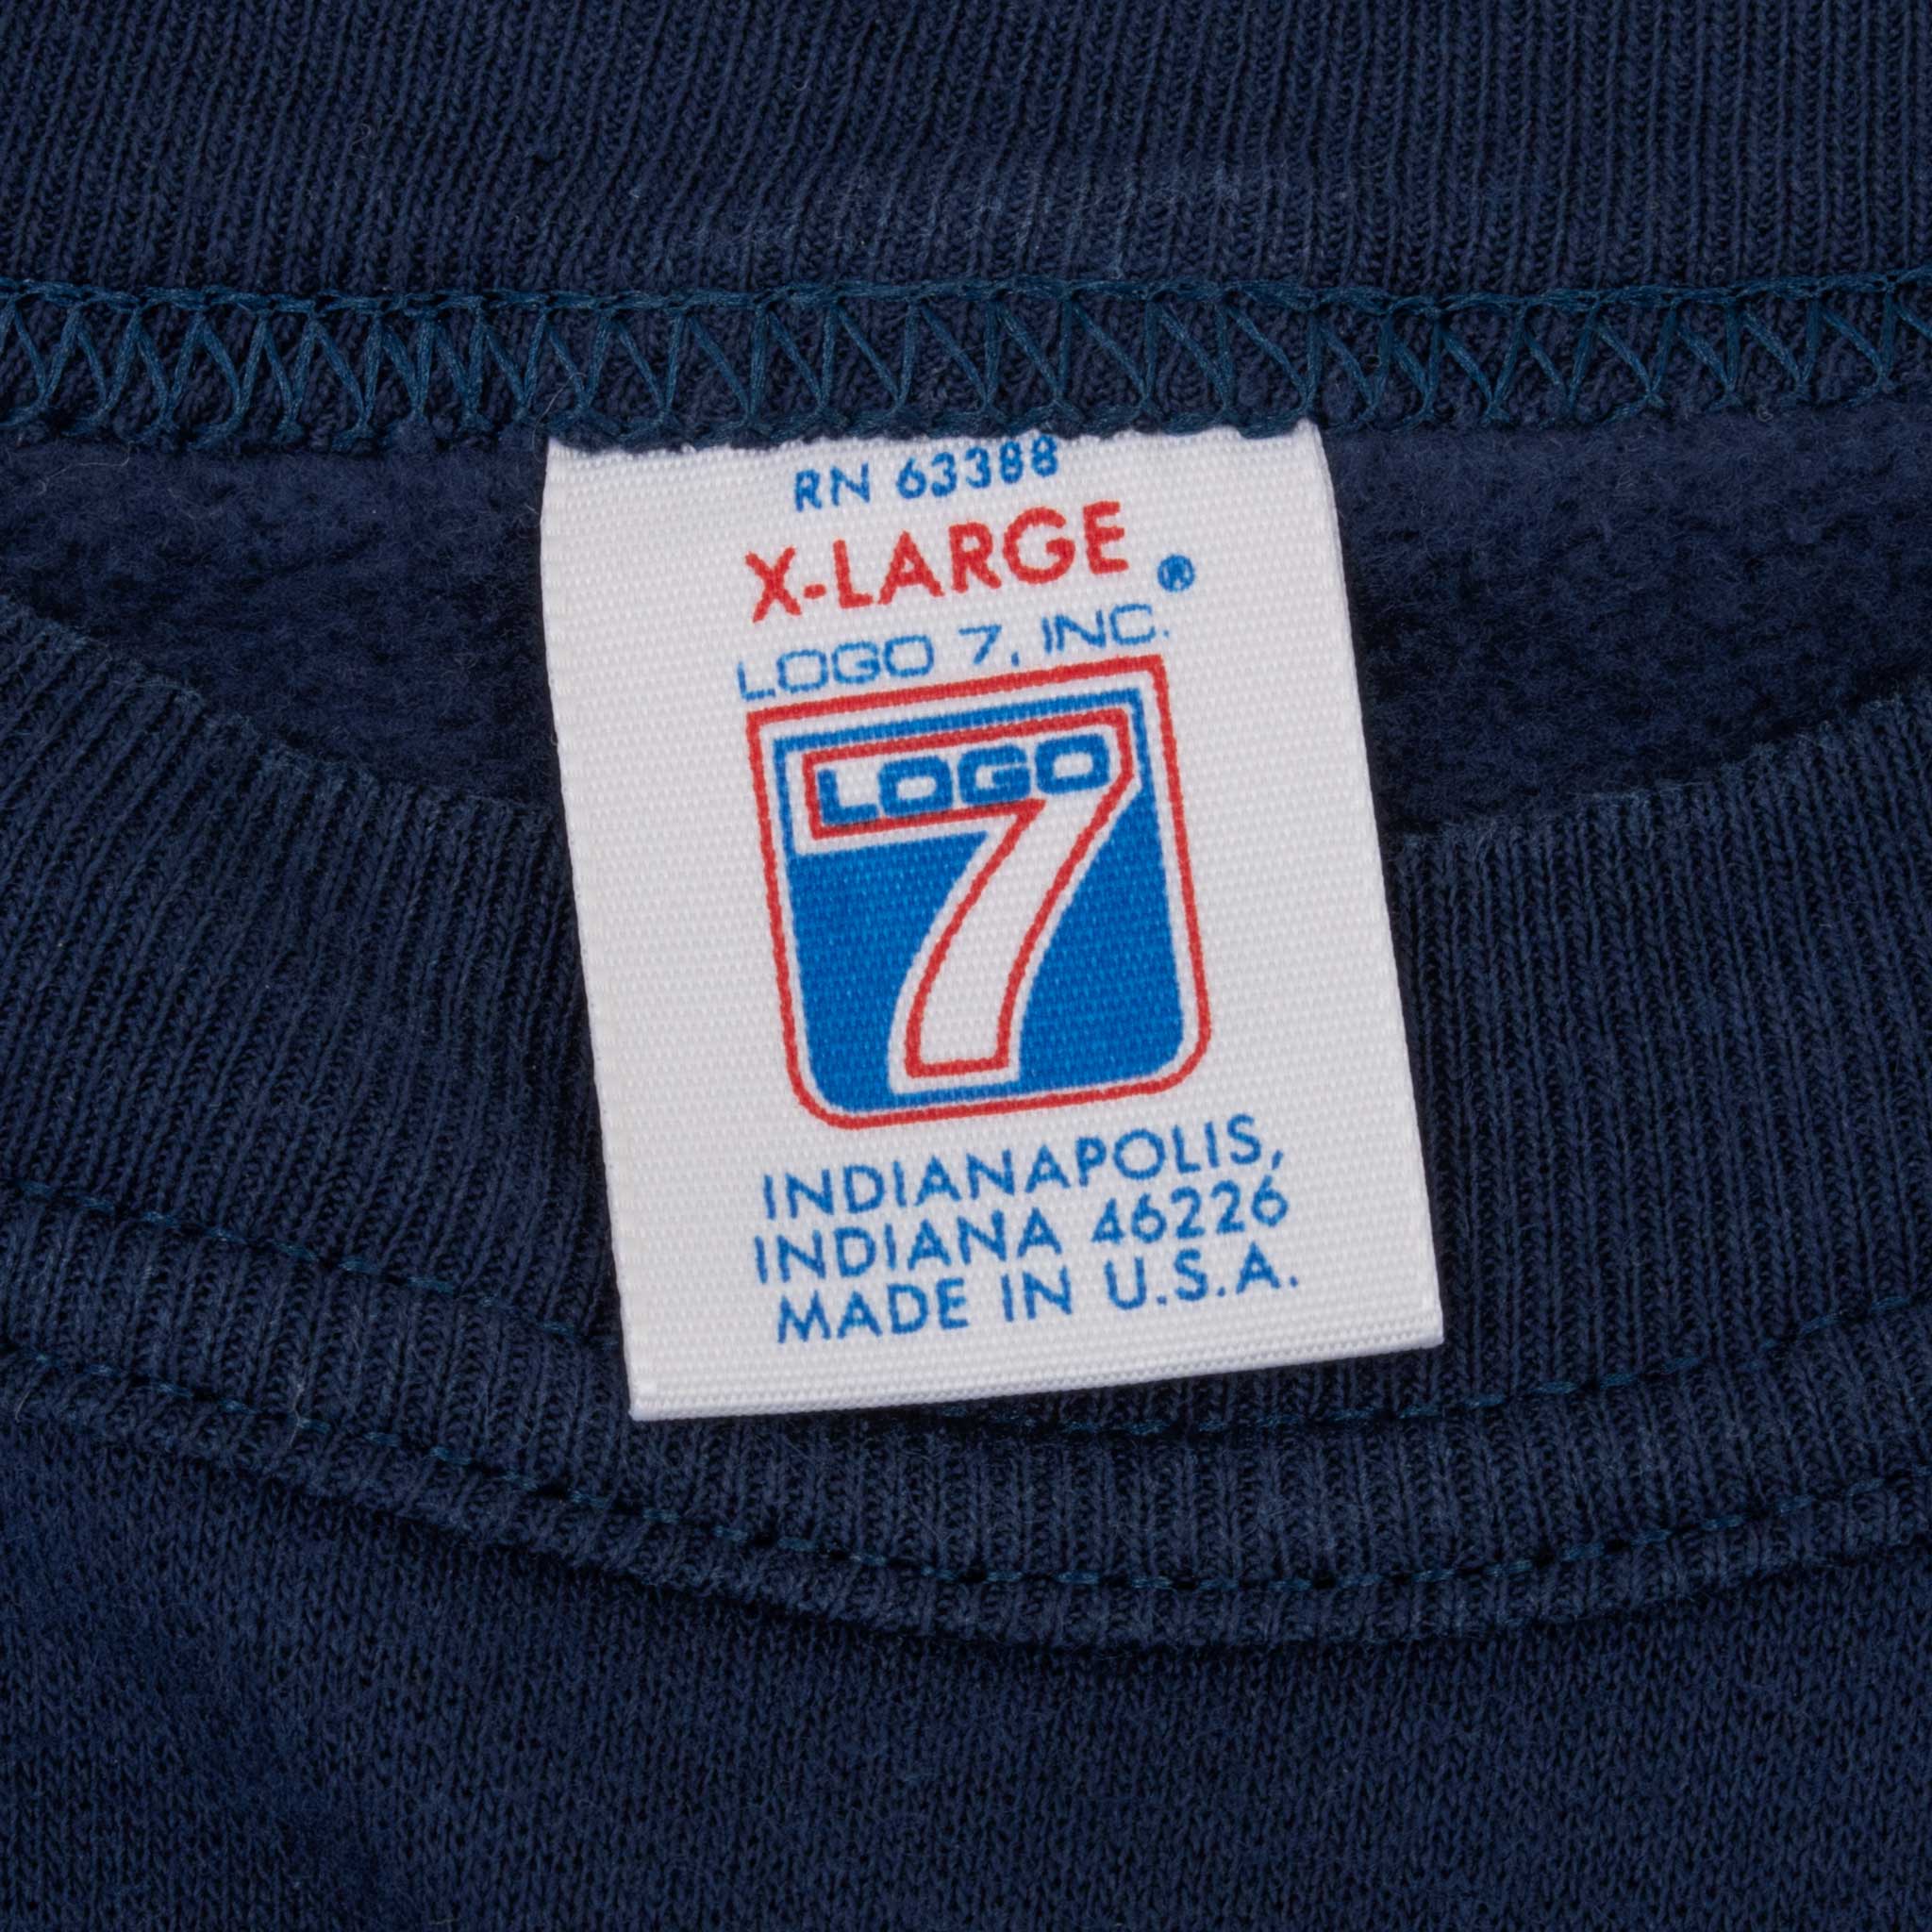 RN 63388
X-LARGE
LOGO 7, INC.®
LOGO
7
INDIANAPOLIS,
INDIANA 46226
MADE IN U.S.A.